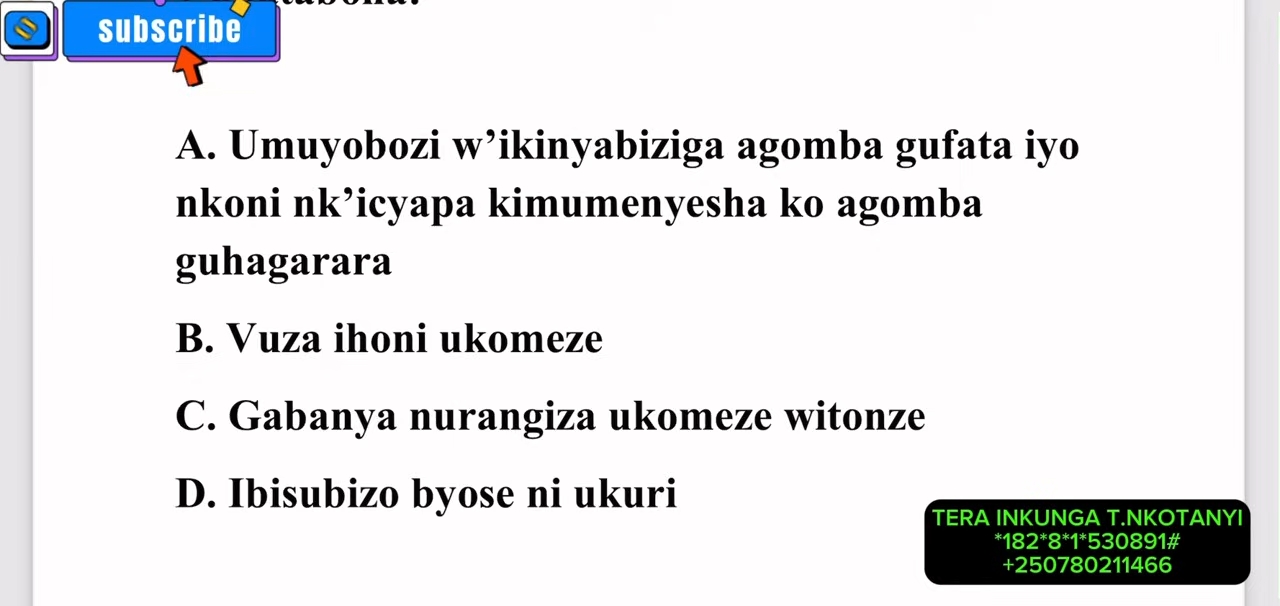 subscribe
A. Umuyobozi w’ikinyabiziga agomba gufata iyo
nkoni nk’icyapa kimumenyesha ko agomba
guhagarara
B. Vuza ihoni ukomeze
C. Gabanya nurangiza ukomeze witonze
D. Ibisubizo byose ni ukuri
TERA INKUNGA T.NKOTANYI
*182*8*1*530891#
+250780211466